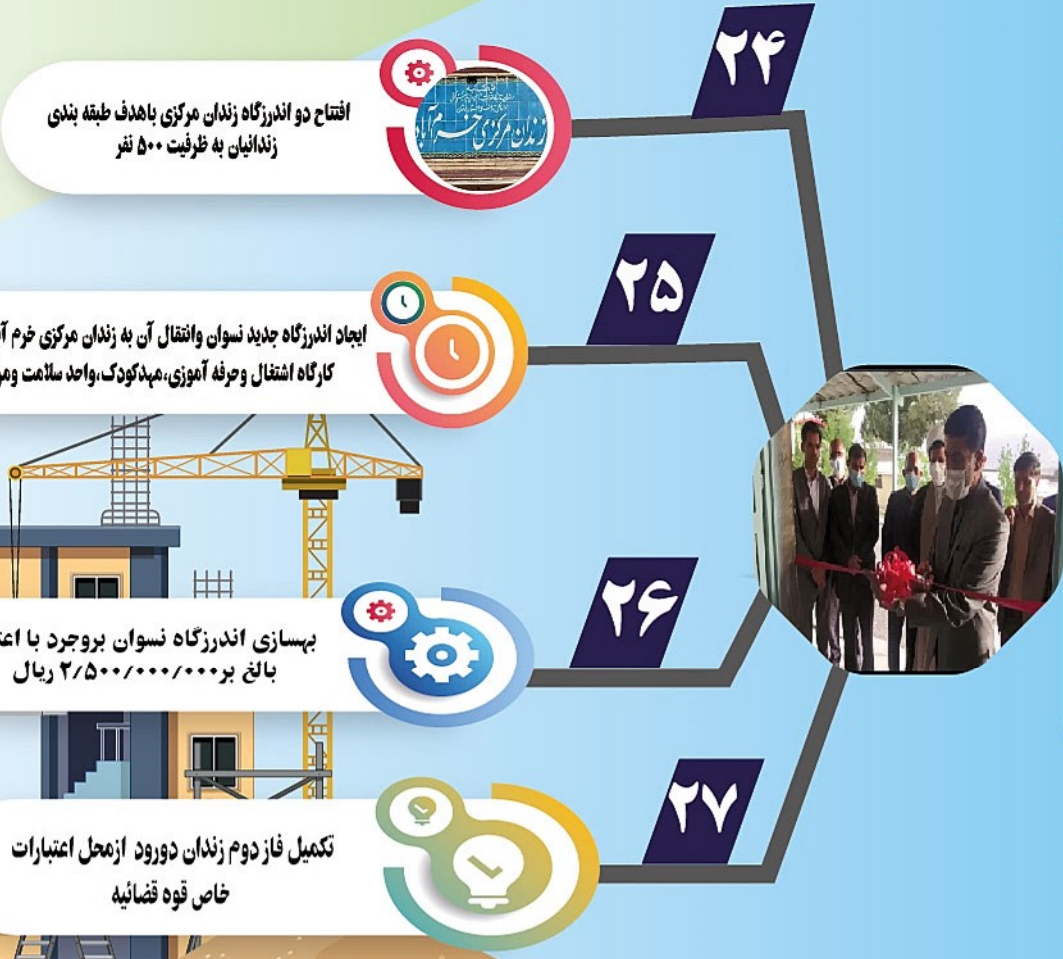 ۲۴
افتتاح دو اندرزگاه زندان مرکزی باهدف طبقه بندی
زندانیان به ظرفیت ۵۰۰ نفر
زندان مرکزی خرم آباد
۲۵
ایجاد اندرزگاه جدید نسوان وانتقال آن به زندان مرکزی خرم
کارگاه اشتغال وحرفه آموزی،مهدکودک،واحد سلامت
۲۶
بهسازی اندرزگاه نسوان بروجرد با
بالغ بر۲/۵۰۰/۰۰۰/۰۰۰ ریال
۲۷
تکمیل فاز دوم زندان دورود ازمحل اعتبارات
خاص قوه قضائیه